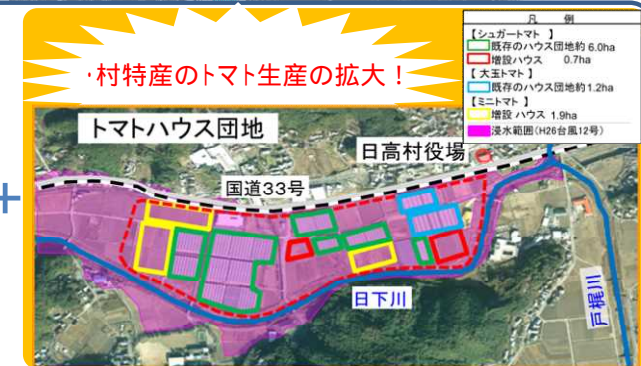 ・村特産のトマト生産の拡大!
凡 例
【シュガートマト 】
既存のハウス団地約 6.0ha
増設ハウス 0.7ha
【 大玉トマト 】
既存のハウス団地約1.2ha
【ミニトマト 】
増設 ハウス 1.9ha
浸水範囲(H26台風12号)
トマトハウス団地
日高村役場
国道33号
日下川
戸梶川
+